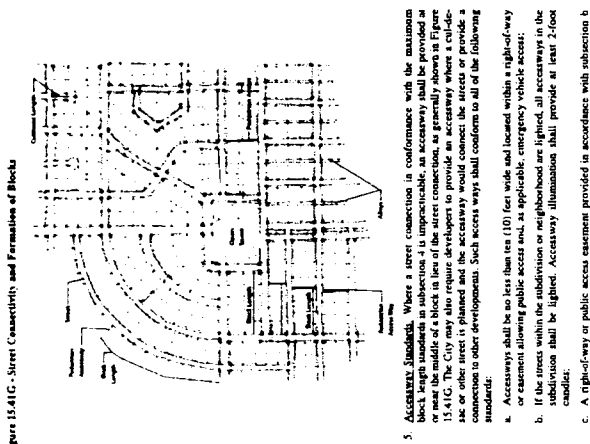 gure 15.41G - Street Connectivity and Formation of Blocks
Block Length
Open Space
Block Length
Block Length
Pedestrian Access Way
5. Accessway Standards. Where a street connection in conformance with the maximum
block length standards in subsection 4 is impracticable, an accessway shall be provided at
or near the middle of a block in lieu of the street connection, as generally shown in Figure
15.41G. The City may also require developers to provide an accessway where a cul-de-
sac or other street is planned and the accessway would connect the streets or provide a
connection to other developments. Such access ways shall conform to all of the following
standards:
a. Accessways shall be no less than ten (10) feet wide and located within a right-of-way
or easement allowing public access and, as applicable, emergency vehicle access;
b. If the streets within the subdivision or neighborhood are lighted, all accessways in the
subdivision shall be lighted. Accessway illumination shall provide at least 2-foot
candles;
c. A right-of-way or public access easement provided in accordance with subsection b